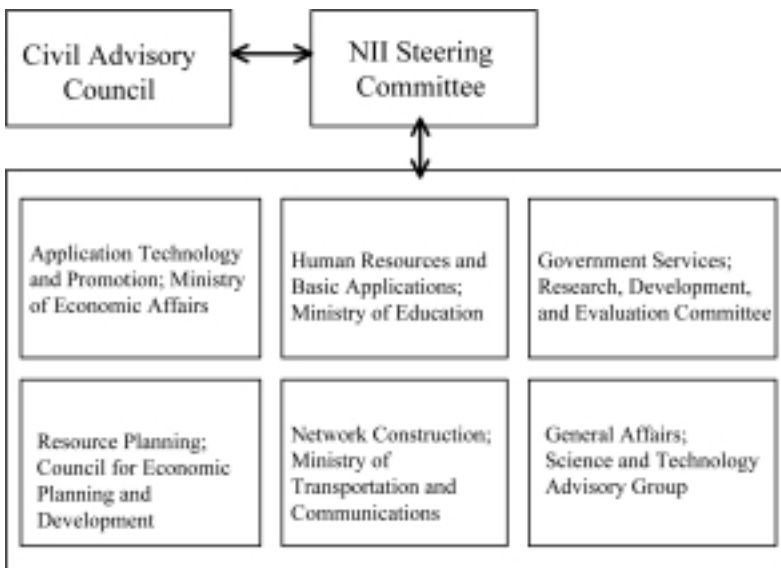 Civil Advisory
Council
NII Steering
Committee
Application Technology
and Promotion; Ministry
of Economic Affairs
Human Resources and
Basic Applications;
Ministry of Education
Government Services;
Research, Development,
and Evaluation Committee
Resource Planning;
Council for Economic
Planning and
Development
Network Construction;
Ministry of
Transportation and
Communications
General Affairs;
Science and Technology
Advisory Group